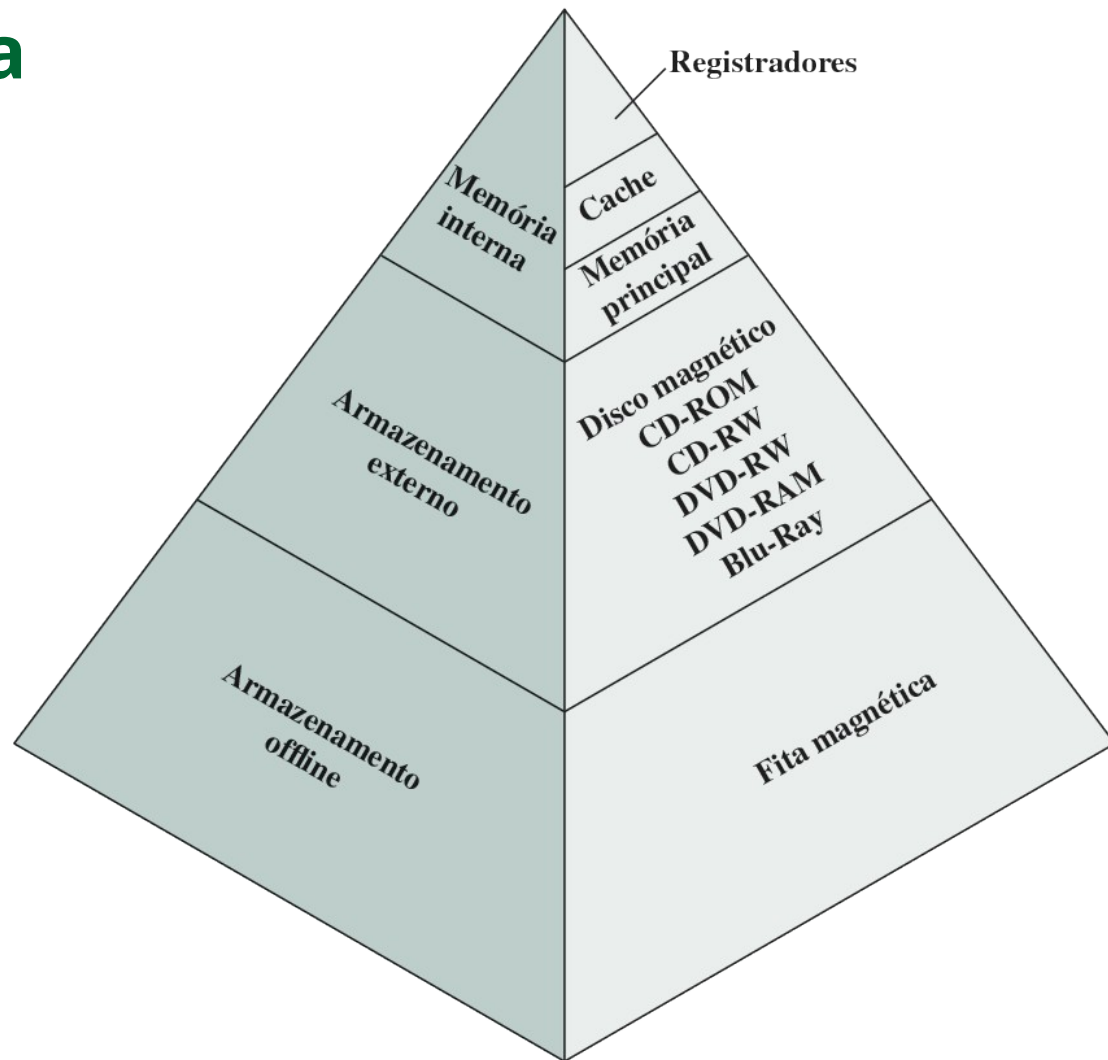 a
Registradores
Memória
interna
Cache
Memória
principal
Armazenamento
externo
Disco magnético
CD-ROM
CD-RW
DVD-RW
DVD-RAM
Blu-Ray
Armazenamento
offline
Fita magnética